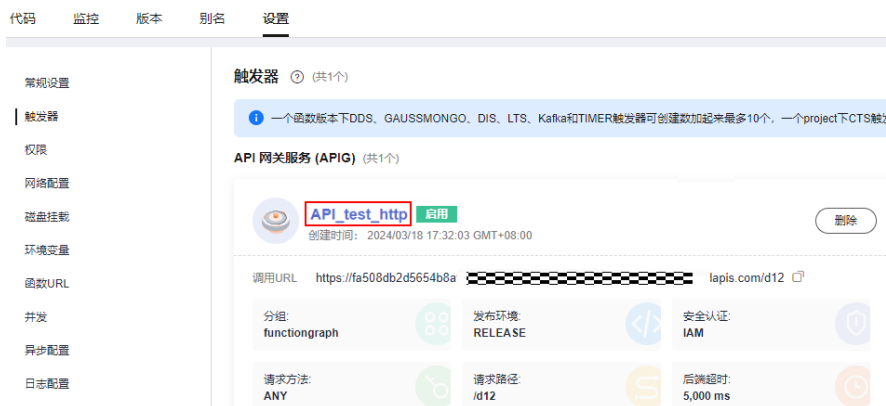 代码 监控 版本 别名 设置
常规设置
触发器
权限
网络配置
磁盘挂载
环境变量
函数URL
并发
异步配置
日志配置
触发器 ? (共1个)
一个函数版本下DDS、GAUSSMONGO、DIS、LTS、Kafka和TIMER触发器可创建数加起来最多10个，一个project下CTS触发
API 网关服务 (APIG) (共1个)
API_test_http 启用
删除
创建时间： 2024/03/18 17:32:03 GMT+08:00
调用URL https://fa508db2d5654b8a lapis.com/d12
分组: 发布环境: 安全认证:
functiongraph RELEASE IAM
请求方法: 请求路径: 后端超时:
ANY /d12 5,000 ms